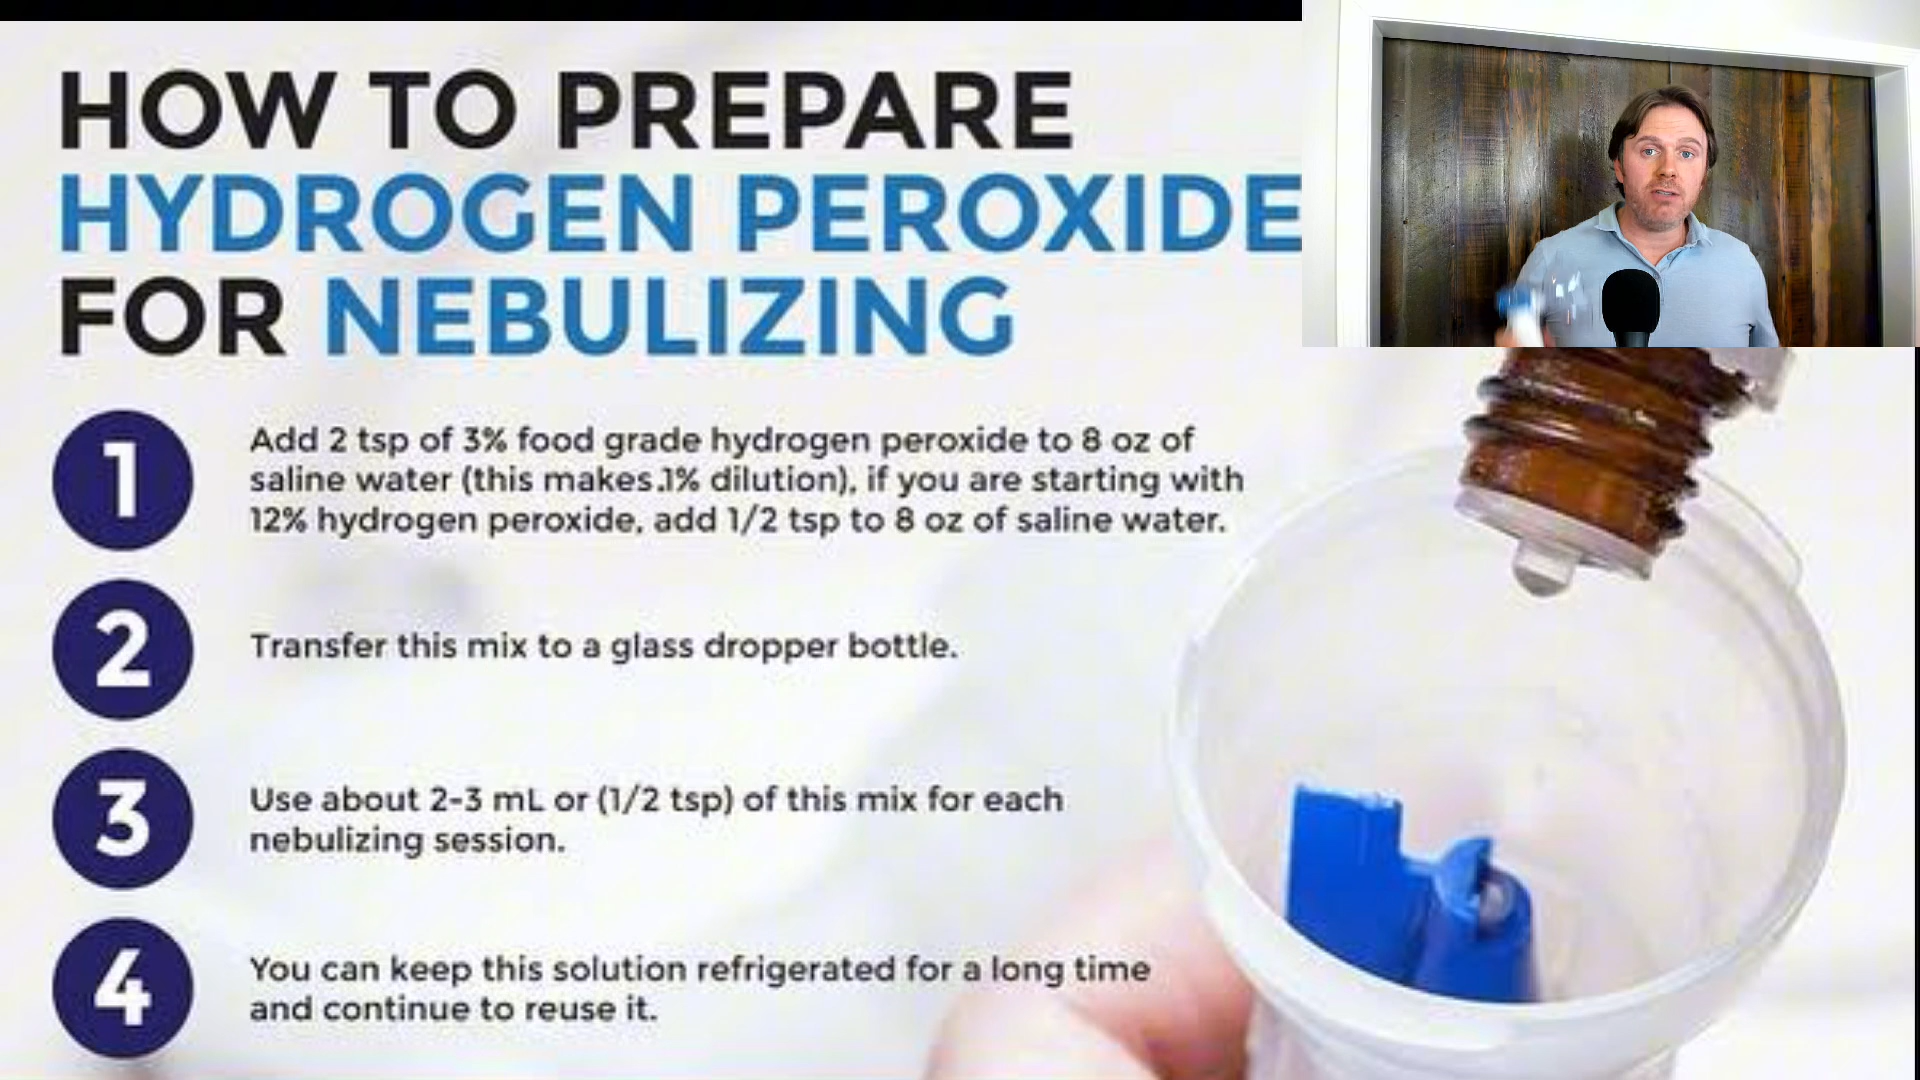 HOW TO PREPARE
HYDROGEN PEROXIDE
FOR NEBULIZING
1
Add 2 tsp of 3% food grade hydrogen peroxide to 8 oz of
saline water (this makes .1% dilution), if you are starting with
12% hydrogen peroxide, add 1/2 tsp to 8 oz of saline water.
2
Transfer this mix to a glass dropper bottle.
3
Use about 2-3 mL or (1/2 tsp) of this mix for each
nebulizing session.
4
You can keep this solution refrigerated for a long time
and continue to reuse it.